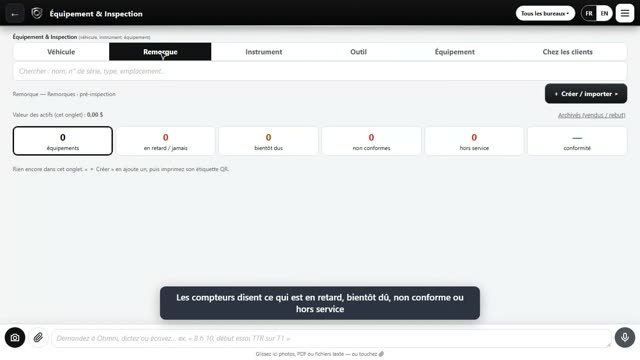 Équipement & Inspection
Tous les bureaux
FR EN
Équipement & Inspection (véhicule, instrument, équipement)
Véhicule Remorque Instrument Outil Équipement Chez les clients
Chercher : nom, n° de série, type, emplacement...
Remorque — Remorques : pré-inspection
+ Créer / importer
Valeur des actifs (cet onglet) : 0,00 $
Archivés (vendus / rebut)
0 0 0 0 0 —
équipements en retard / jamais bientôt dus non conformes hors service conformité
Rien encore dans cet onglet. « + Créer » en ajoute un, puis imprimez son étiquette QR.
Les compteurs disent ce qui est en retard, bientôt dû, non conforme ou
hors service
Demandez à Ohmm, dictez ou écrivez... ex. « 8 h 10, début essai TTR sur T1 »
Glissez ici photos, PDF ou fichiers texte — ou touchez